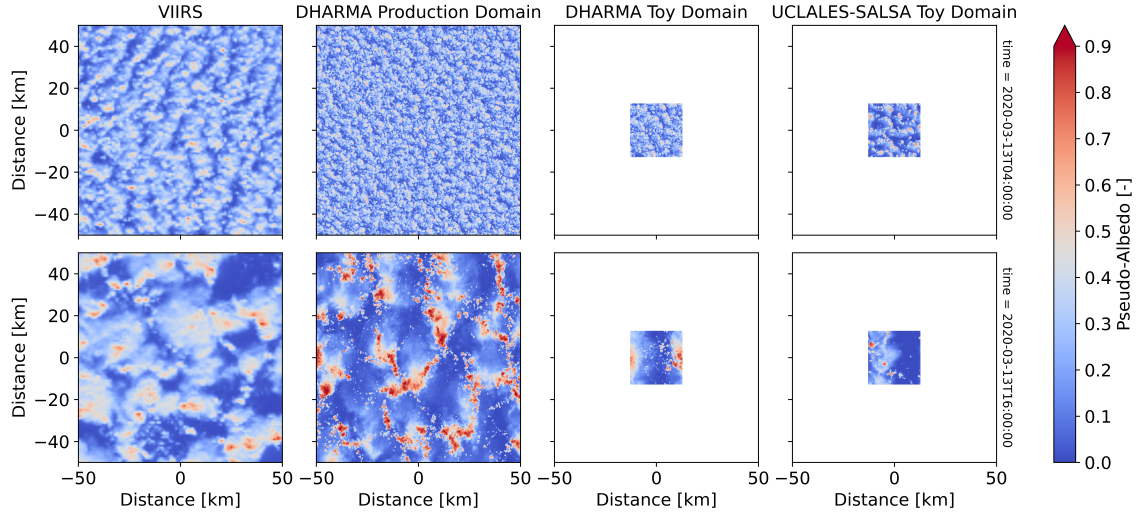 VIIRS
DHARMA Production Domain
DHARMA Toy Domain
UCLALES-SALSA Toy Domain
Distance [km]
40
20
0
−20
−40
time = 2020-03-13T04:00:00
Distance [km]
40
20
0
−20
−40
time = 2020-03-13T16:00:00
−50 0 50
−50 0 50
−50 0 50
−50 0 50
Distance [km]
Distance [km]
Distance [km]
Distance [km]
0.9
0.8
0.7
0.6
0.5
0.4
0.3
0.2
0.1
0.0
Pseudo-Albedo [-]